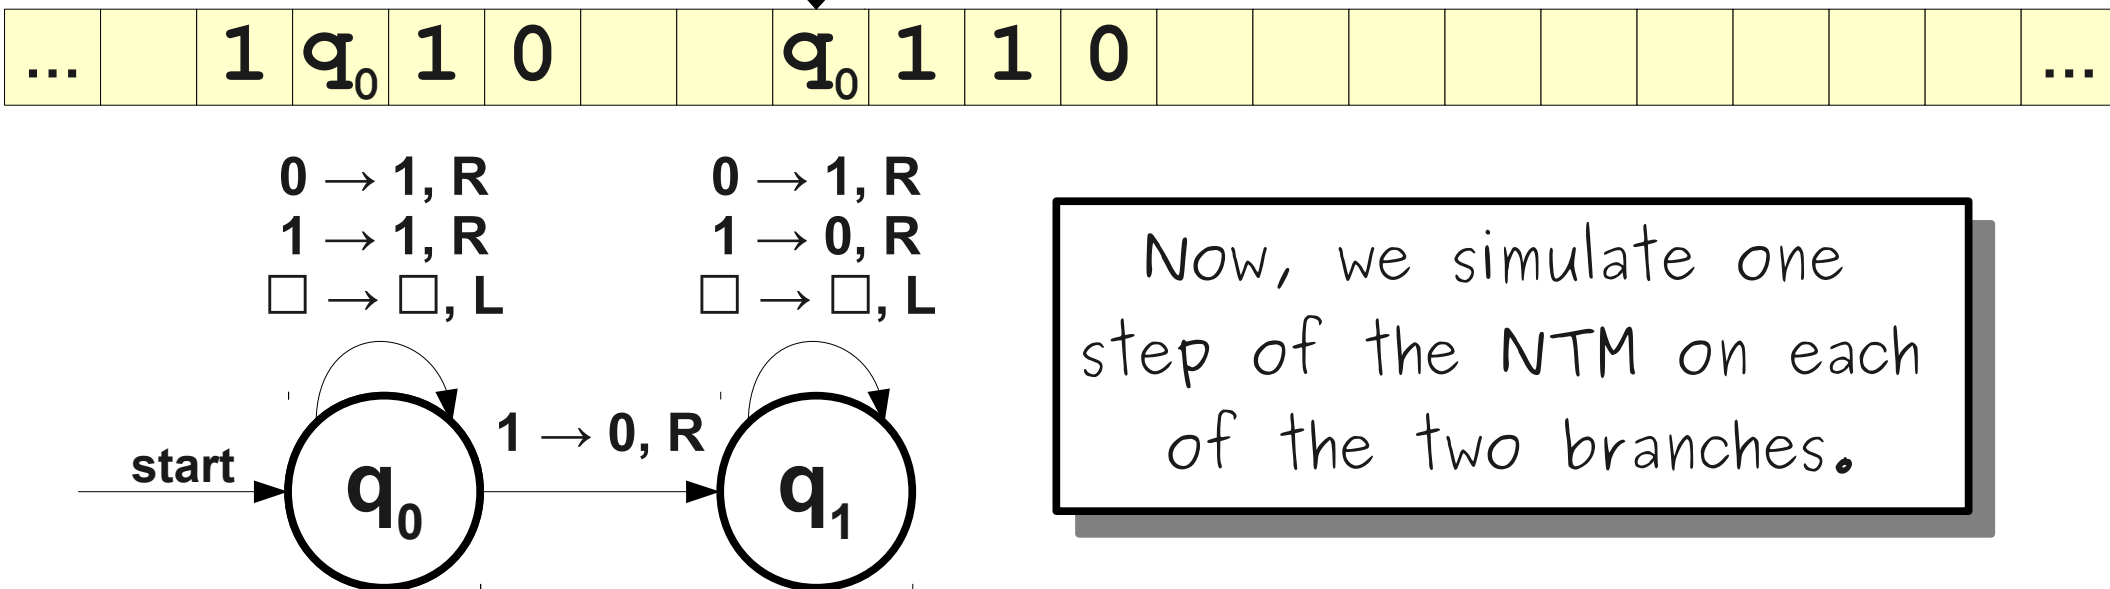 ... 1 q₀ 1 0 q₀ 1 1 0 ...
0 → 1, R
1 → 1, R
□ → □, L
0 → 1, R
1 → 0, R
□ → □, L
Now, we simulate one
step of the NTM on each
of the two branches.
1 → 0, R
start
q₀
q₁